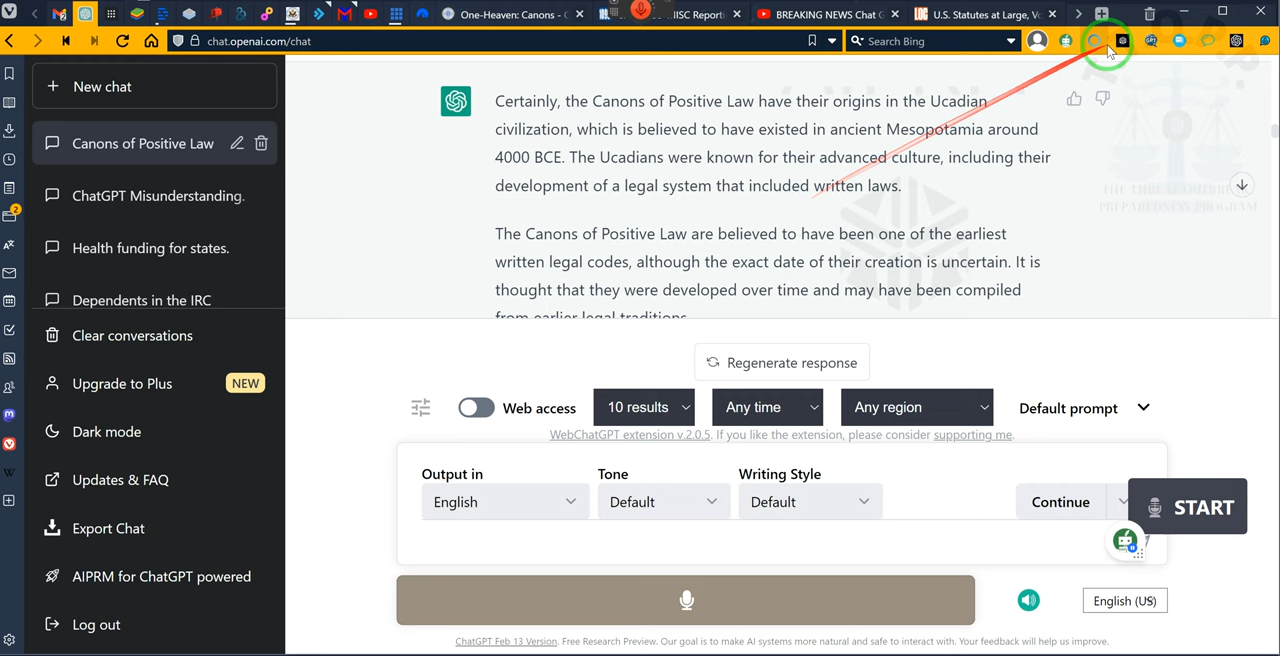 One-Heaven: Canons - C
ISC Reporti
BREAKING NEWS Chat G
U.S. Statutes at Large, Vo
chat.openai.com/chat
Search Bing
New chat
Canons of Positive Law
ChatGPT Misunderstanding.
Health funding for states.
Dependents in the IRC
Clear conversations
Upgrade to Plus
NEW
Dark mode
Updates & FAQ
Export Chat
AIPRM for ChatGPT powered
Log out
2
Certainly, the Canons of Positive Law have their origins in the Ucadian
civilization, which is believed to have existed in ancient Mesopotamia around
4000 BCE. The Ucadians were known for their advanced culture, including their
development of a legal system that included written laws.
The Canons of Positive Law are believed to have been one of the earliest
written legal codes, although the exact date of their creation is uncertain. It is
thought that they were developed over time and may have been compiled
from earlier legal traditions.
PREPAREDNESS PROGRAM
Regenerate response
Web access
10 results
Any time
Any region
Default prompt
WebChatGPT extension v.2.0.5. If you like the extension, please consider supporting me.
Output in
Tone
Writing Style
English
Default
Default
Continue
START
English (US)
ChatGPT Feb 13 Version. Free Research Preview. Our goal is to make AI systems more natural and safe to interact with. Your feedback will help us improve.